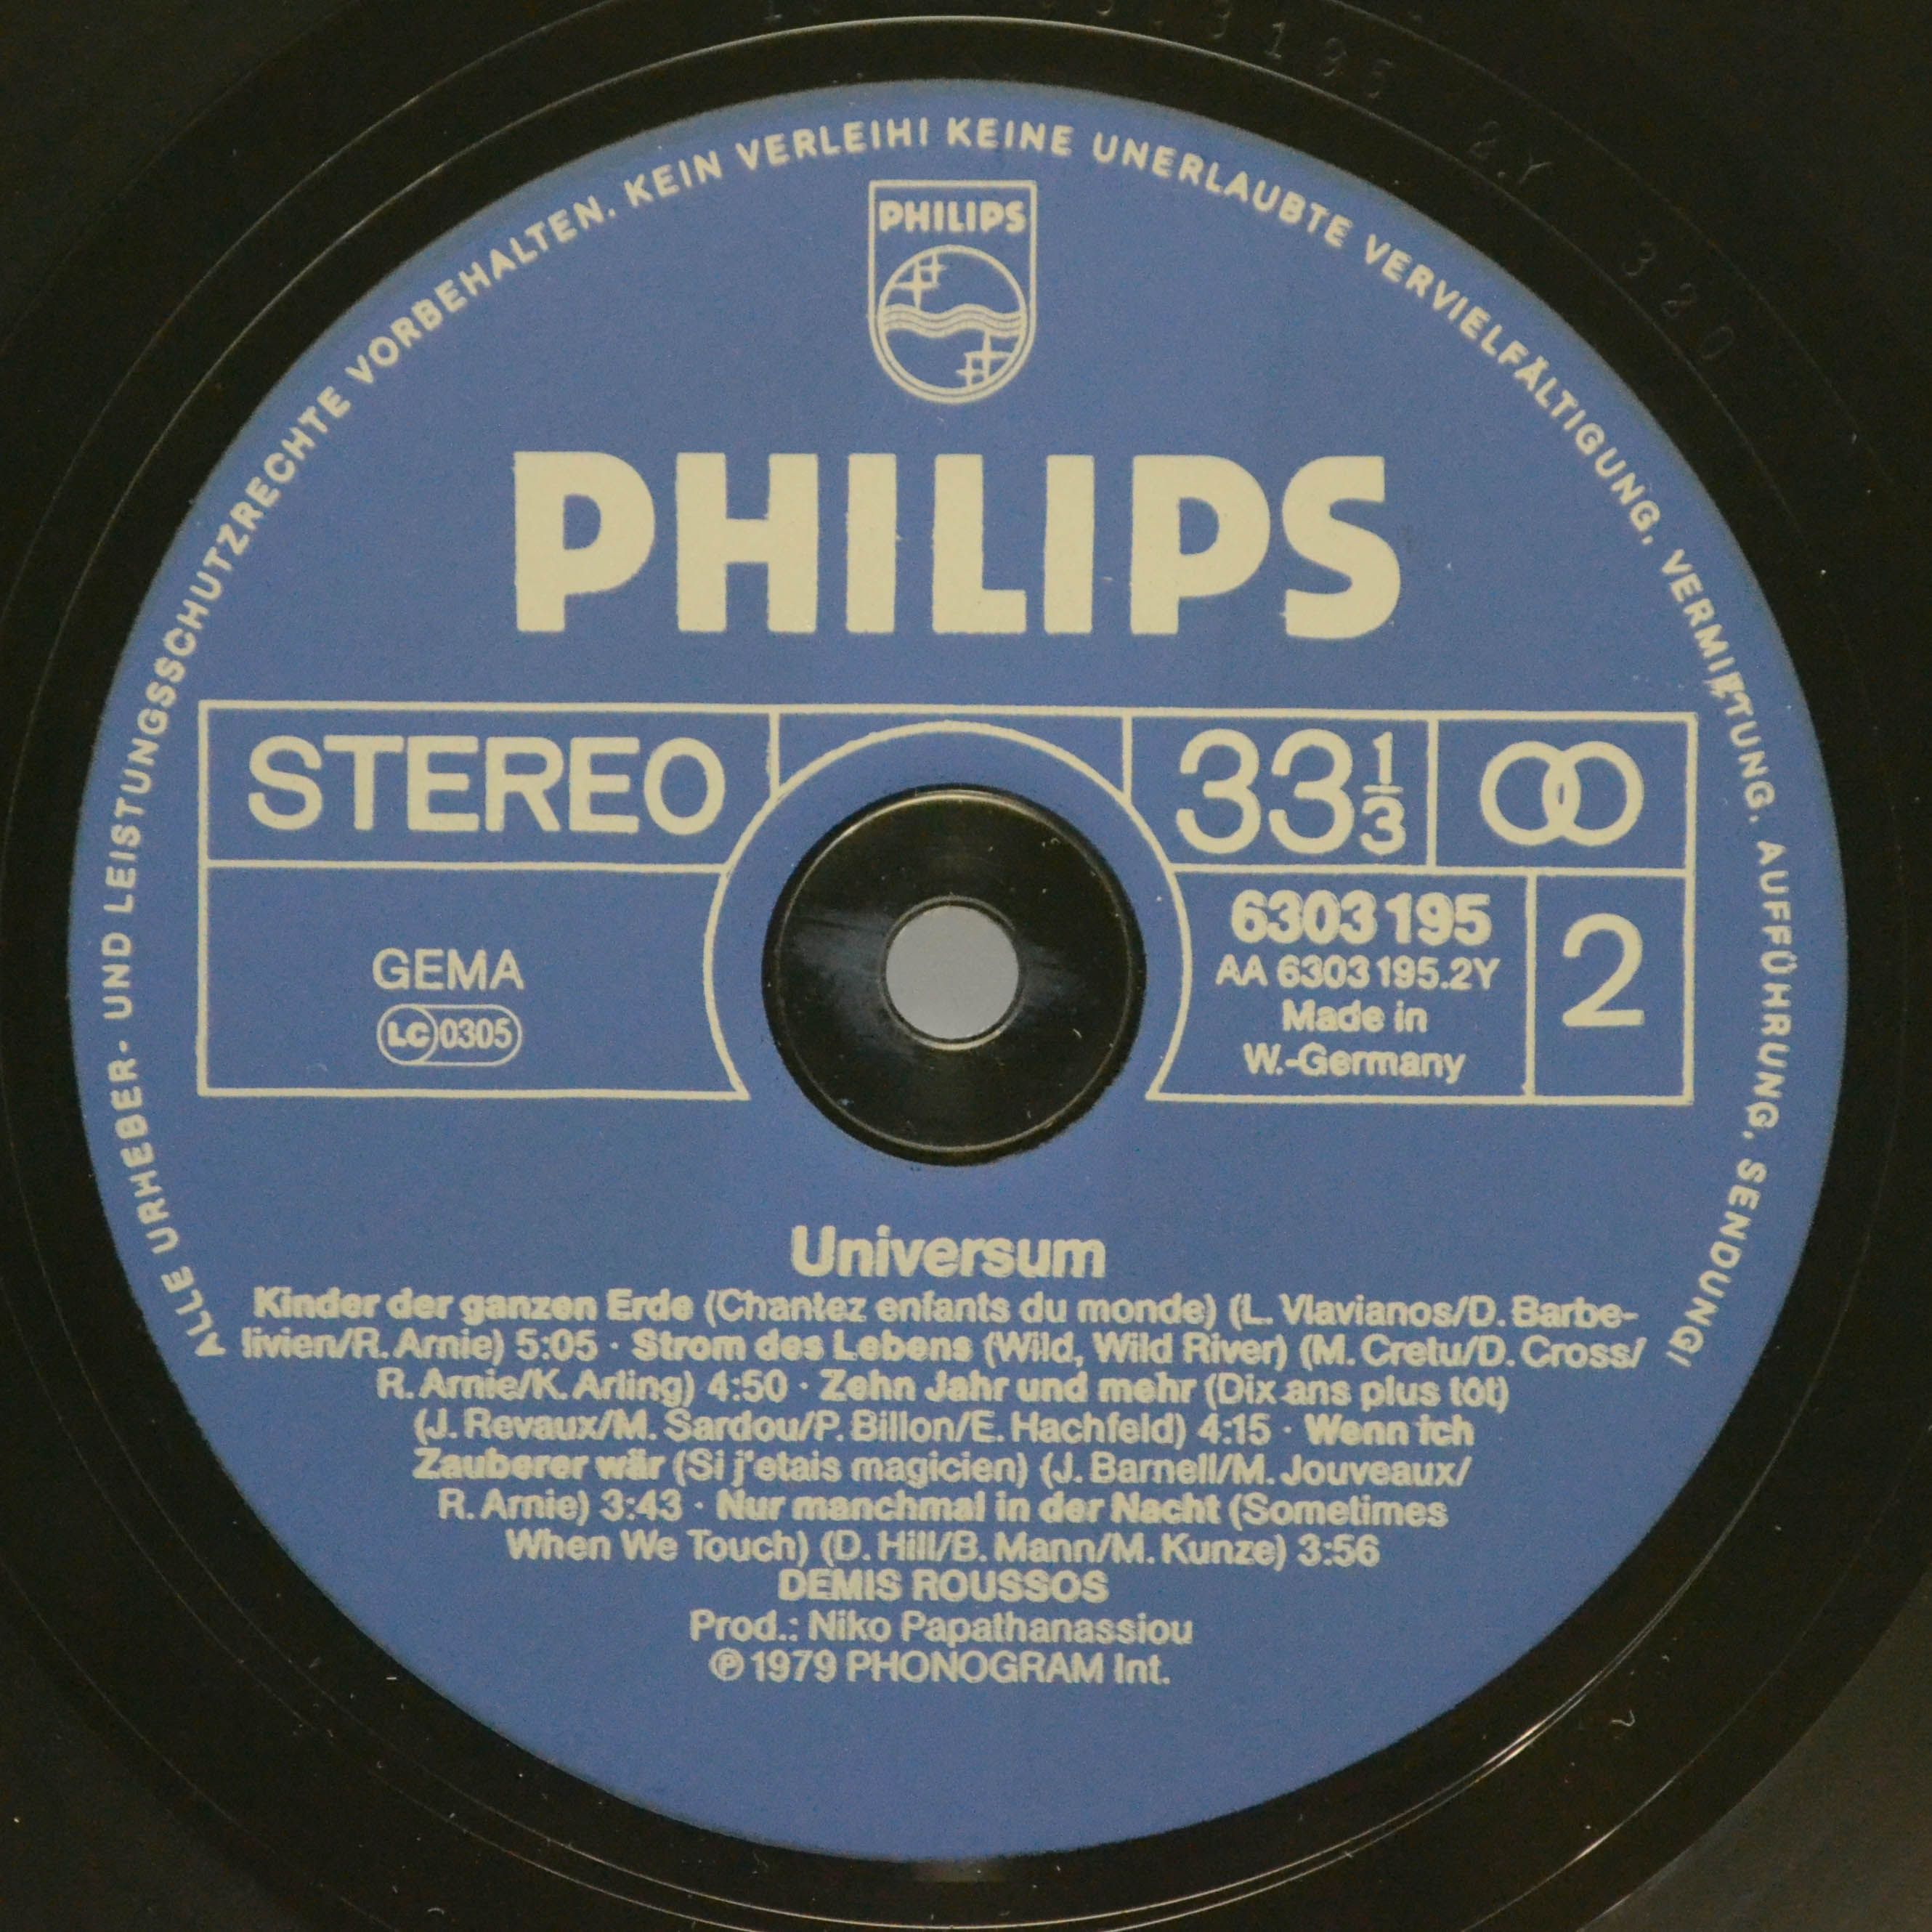 ALLE URHEBER- UND LEISTUNGSSCHUTZRECHTE VORBEHALTEN. KEIN VERLEIH! KEINE UNERLAUBTE VERVIELFÄLTIGUNG, VERMIETUNG, AUFFÜHRUNG, SENDUNG!
PHILIPS
PHILIPS
STEREO
33 1/3
GEMA
LC 0305
6303 195
AA 6303 195.2Y
Made in
W.-Germany
2
Universum
Kinder der ganzen Erde (Chantez enfants du monde) (L. Vlavianos/D. Barbe-
livien/R. Arnie) 5:05 · Strom des Lebens (Wild, Wild River) (M. Cretu/D. Cross/
R. Arnie/K. Arling) 4:50 · Zehn Jahr und mehr (Dix ans plus tôt)
(J. Revaux/M. Sardou/P. Billon/E. Hachfeld) 4:15 · Wenn ich
Zauberer wär (Si j'etais magicien) (J. Barnell/M. Jouveaux/
R. Arnie) 3:43 · Nur manchmal in der Nacht (Sometimes
When We Touch) (D. Hill/B. Mann/M. Kunze) 3:56
DEMIS ROUSSOS
Prod.: Niko Papathanassiou
℗ 1979 PHONOGRAM Int.
2.Y 320